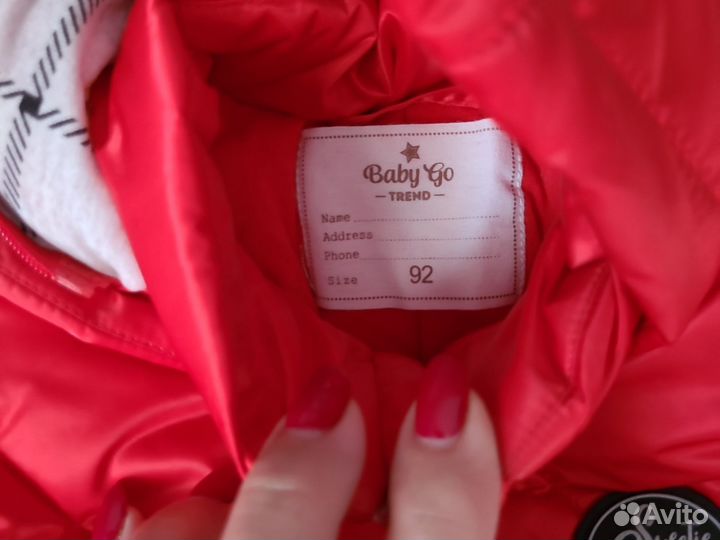 Baby Go
TREND
Name
Address
Phone
Size 92
Avito